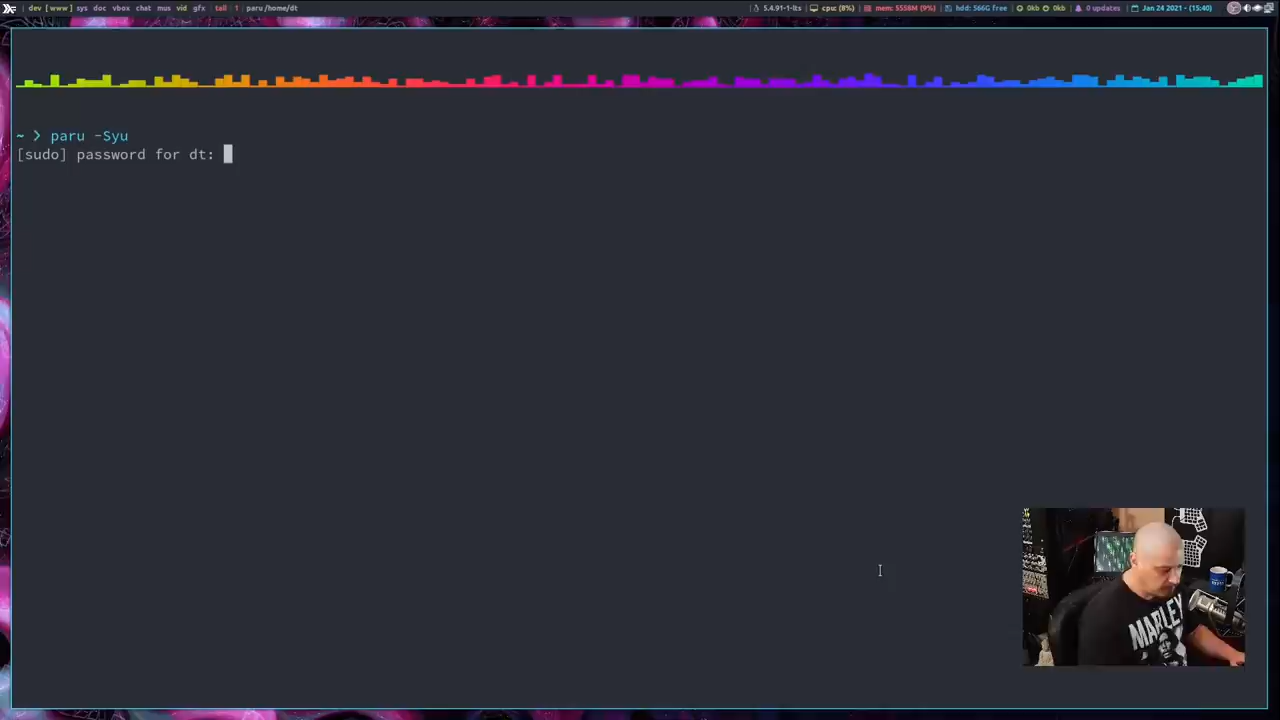 dev [ www ] sys doc vbox chat mus vid gfx | tall | 1 | paru /home/dt
5.4.91-1-lts | cpu: (8%) | mem: 5558M (9%) | hdd: 566G free | 0kb 0kb | 0 updates | Jan 24 2021 - (15:40)
~ > paru -Syu
[sudo] password for dt:
MARLEY